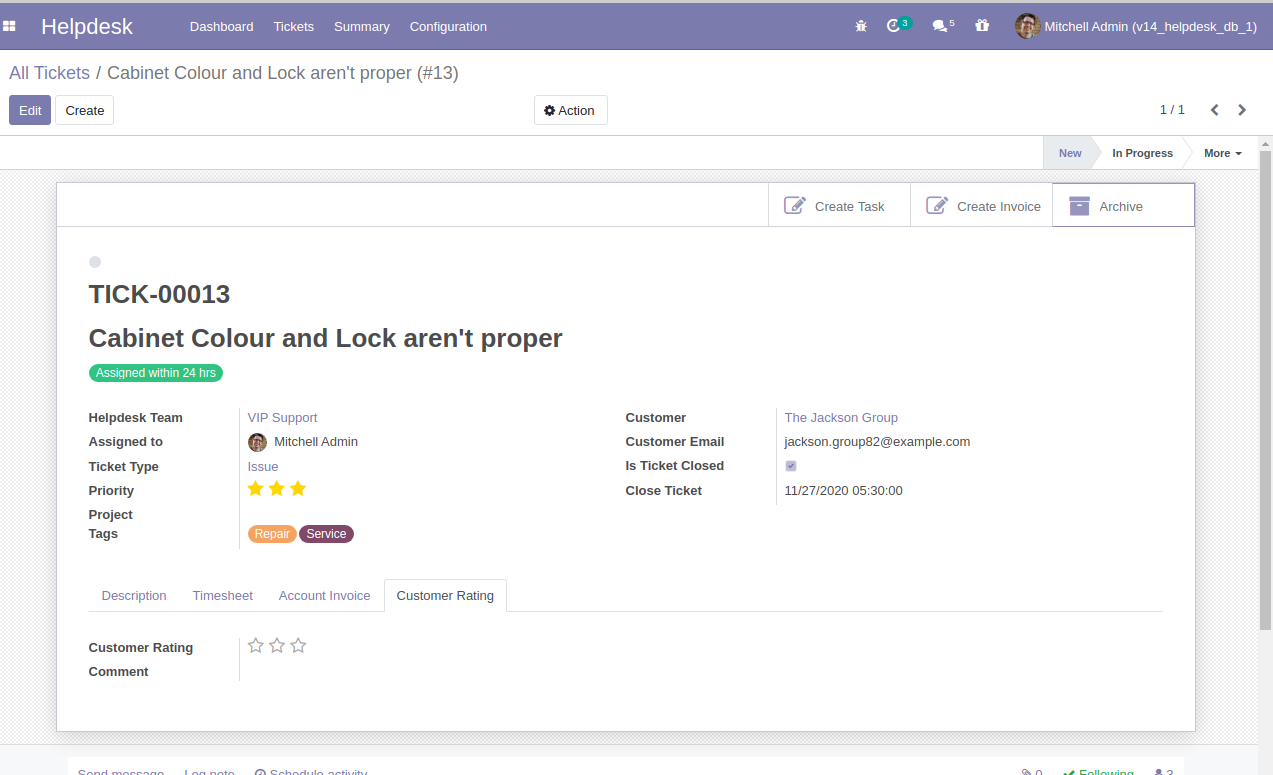 Helpdesk Dashboard Tickets Summary Configuration 3 5 Mitchell Admin (v14_helpdesk_db_1)
All Tickets / Cabinet Colour and Lock aren't proper (#13)
Edit Create Action 1 / 1
New In Progress More
Create Task Create Invoice Archive
TICK-00013
Cabinet Colour and Lock aren't proper
Assigned within 24 hrs
Helpdesk Team VIP Support Customer The Jackson Group
Assigned to Mitchell Admin Customer Email jackson.group82@example.com
Ticket Type Issue Is Ticket Closed
Priority Close Ticket 11/27/2020 05:30:00
Project
Tags Repair Service
Description Timesheet Account Invoice Customer Rating
Customer Rating
Comment
Send message Log note Schedule activity 0 Following